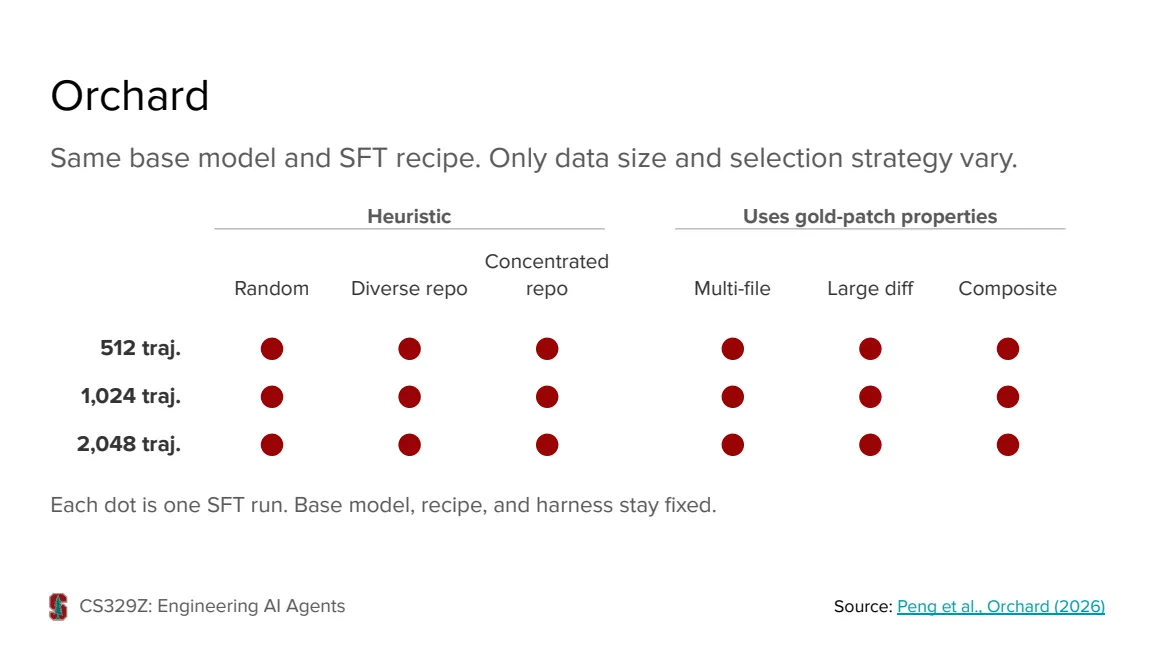 Orchard
Same base model and SFT recipe. Only data size and selection strategy vary.
Heuristic
Uses gold-patch properties
Random
Diverse repo
Concentrated
repo
Multi-file
Large diff
Composite
512 traj.
1,024 traj.
2,048 traj.
Each dot is one SFT run. Base model, recipe, and harness stay fixed.
CS329Z: Engineering AI Agents
Source: Peng et al., Orchard (2026)